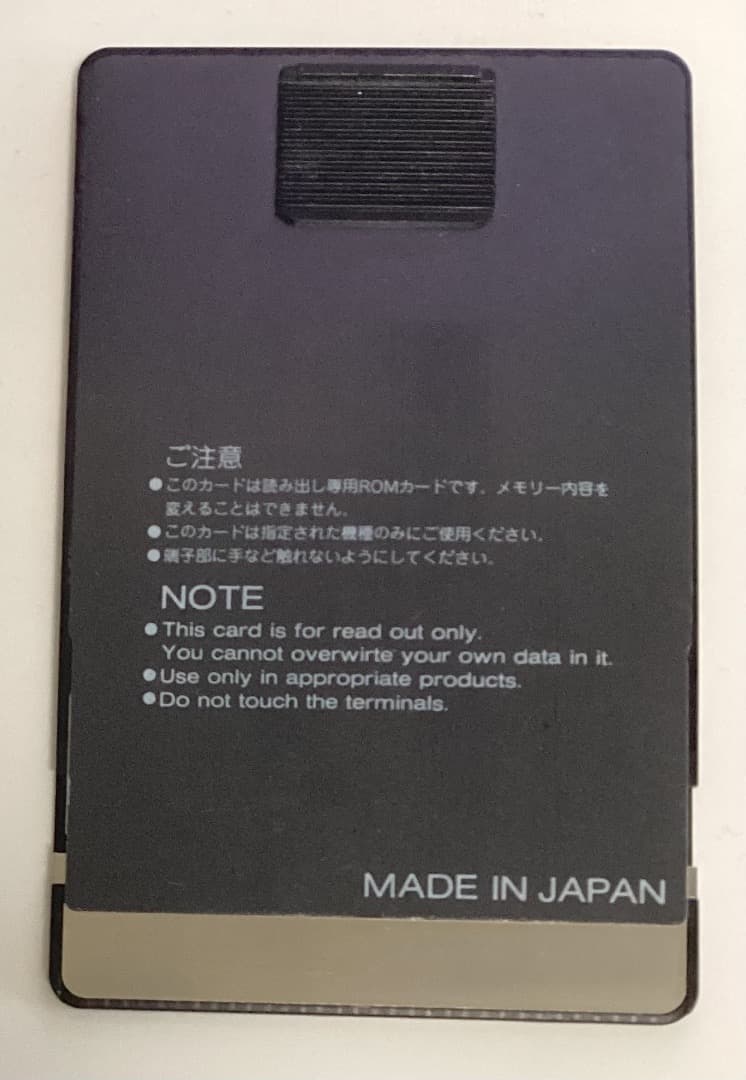 ご注意
●このカードは読み出し専用ROMカードです。メモリー内容を
変えることはできません。
●このカードは指定された機種のみにご使用ください。
●端子部に手など触れないようにしてください。
NOTE
●This card is for read out only.
You cannot overwirte your own data in it.
●Use only in appropriate products.
●Do not touch the terminals.
MADE IN JAPAN